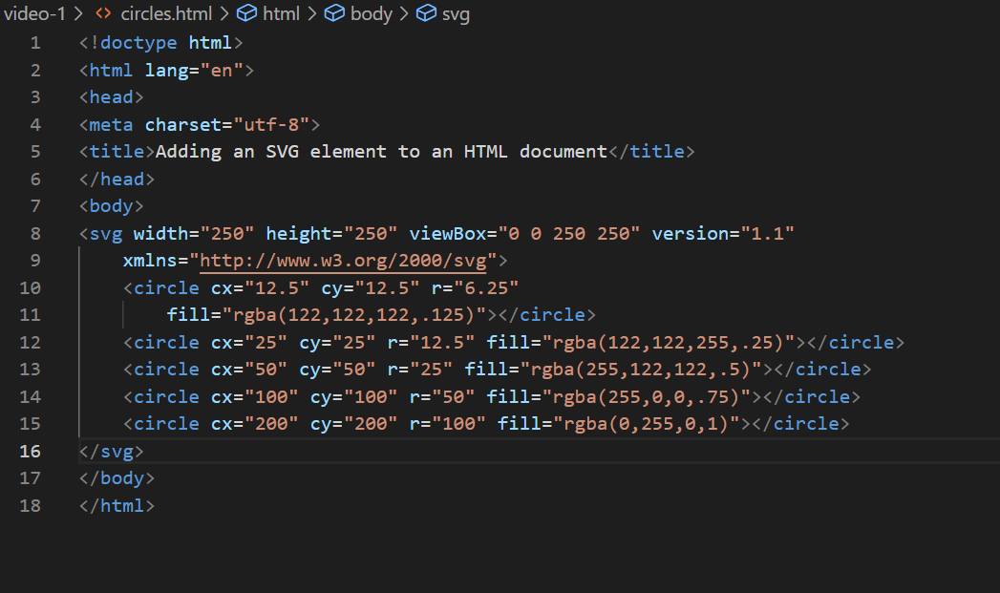 video-1 > <> circles.html > html > body > svg
1 <!doctype html>
2 <html lang="en">
3 <head>
4 <meta charset="utf-8">
5 <title>Adding an SVG element to an HTML document</title>
6 </head>
7 <body>
8 <svg width="250" height="250" viewBox="0 0 250 250" version="1.1"
9     xmlns="http://www.w3.org/2000/svg">
10     <circle cx="12.5" cy="12.5" r="6.25"
11         fill="rgba(122,122,122,.125)"></circle>
12     <circle cx="25" cy="25" r="12.5" fill="rgba(122,122,255,.25)"></circle>
13     <circle cx="50" cy="50" r="25" fill="rgba(255,122,122,.5)"></circle>
14     <circle cx="100" cy="100" r="50" fill="rgba(255,0,0,.75)"></circle>
15     <circle cx="200" cy="200" r="100" fill="rgba(0,255,0,1)"></circle>
16 </svg>
17 </body>
18 </html>